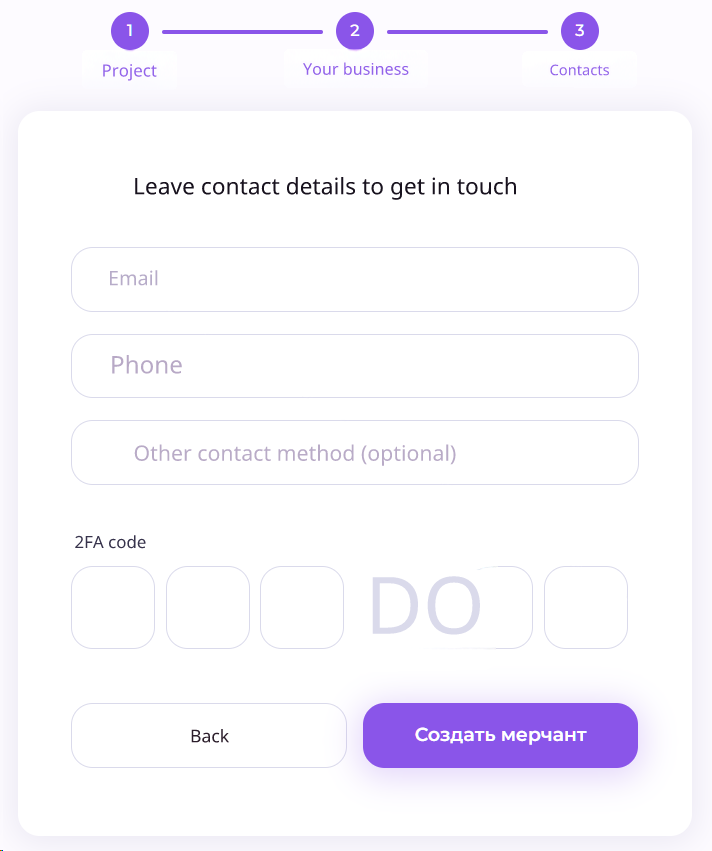 1
2
3
Project
Your business
Contacts
Leave contact details to get in touch
Email
Phone
Other contact method (optional)
2FA code
DO
Back
Создать мерчант